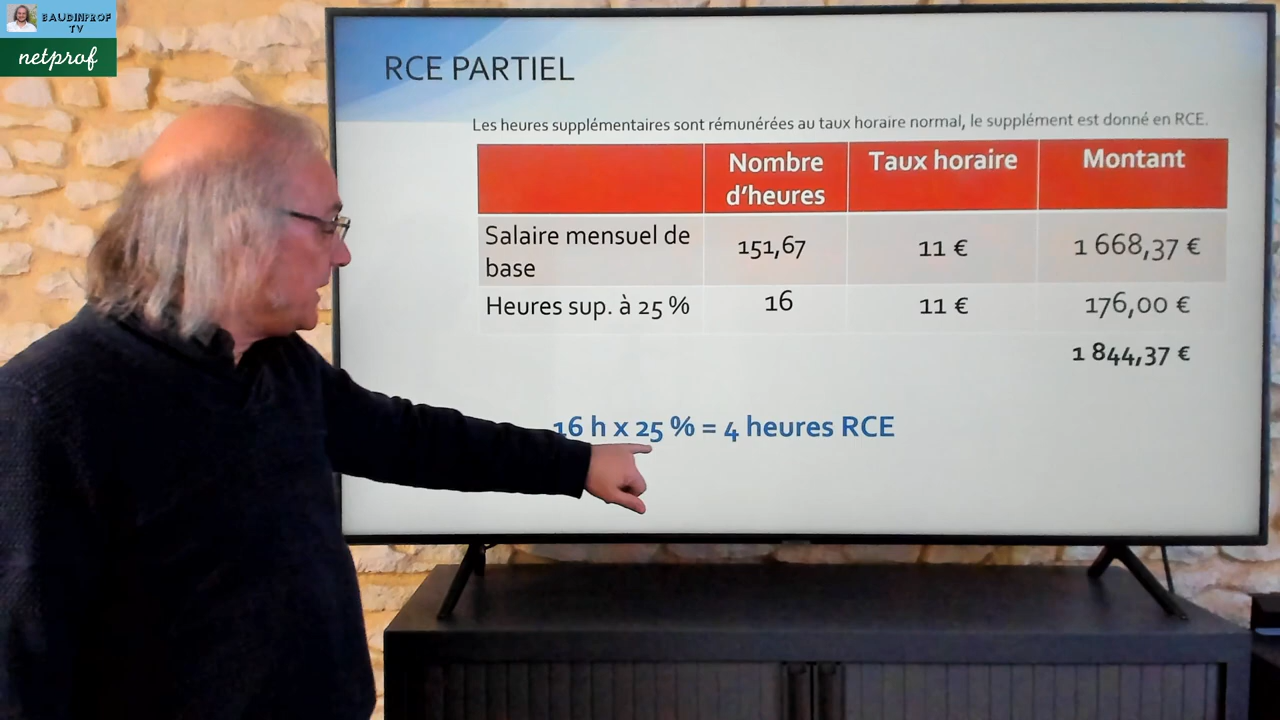 BAUDINPROF
TV
netprof
RCE PARTIEL
Les heures supplémentaires sont rémunérées au taux horaire normal, le supplément est donné en RCE.
Nombre d'heures Taux horaire Montant
Salaire mensuel de base 151,67 11 € 1 668,37 €
Heures sup. à 25 % 16 11 € 176,00 €
1 844,37 €
16 h x 25 % = 4 heures RCE